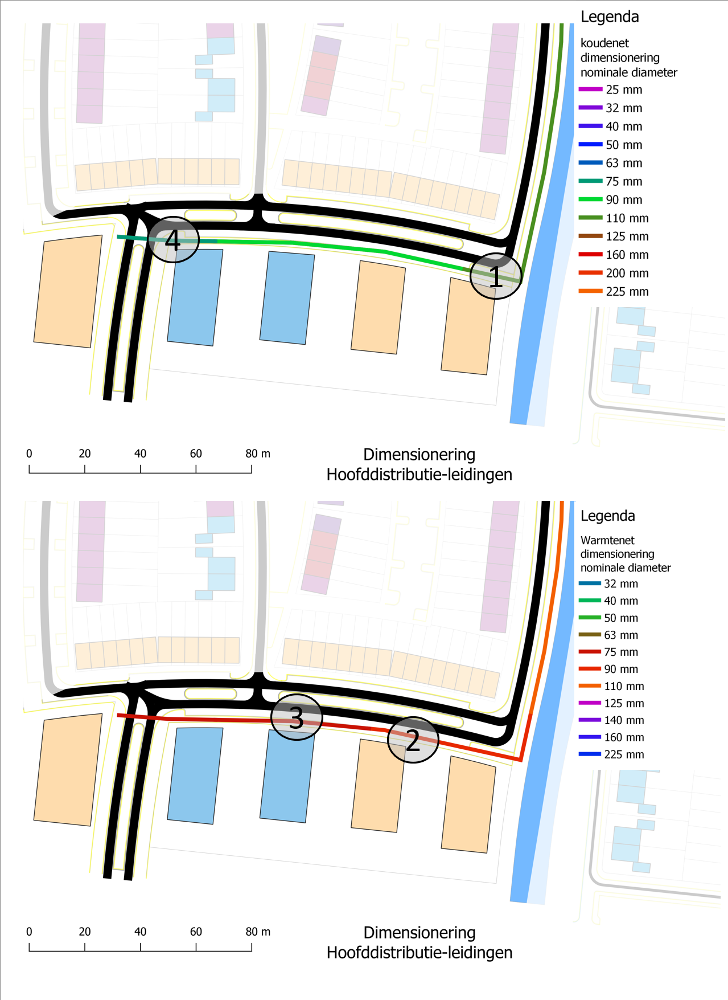 Legenda
koudenet
dimensionering
nominale diameter
25 mm
32 mm
40 mm
50 mm
63 mm
75 mm
90 mm
110 mm
125 mm
160 mm
200 mm
225 mm
4
1
0 20 40 60 80 m
Dimensionering
Hoofddistributie-leidingen
Legenda
Warmtenet
dimensionering
nominale diameter
32 mm
40 mm
50 mm
63 mm
75 mm
90 mm
110 mm
125 mm
140 mm
160 mm
225 mm
3
2
0 20 40 60 80 m
Dimensionering
Hoofddistributie-leidingen